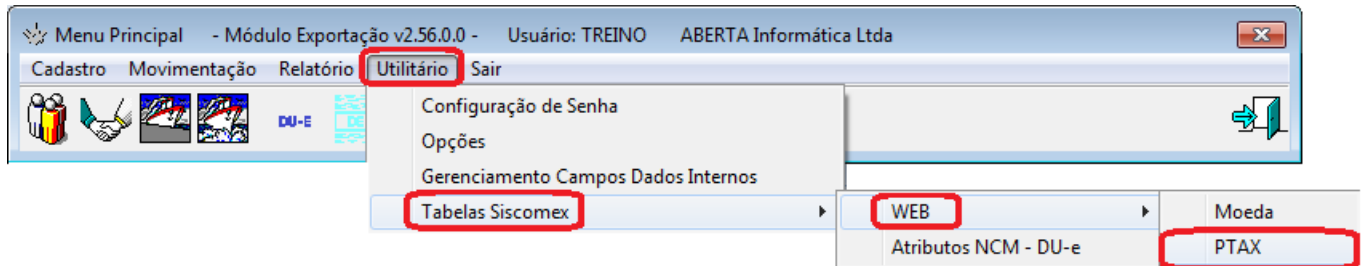 Menu Principal - Módulo Exportação v2.56.0.0 - Usuário: TREINO ABERTA Informática Ltda
Cadastro Movimentação Relatório Utilitário Sair
DU-E
Configuração de Senha
Opções
Gerenciamento Campos Dados Internos
Tabelas Siscomex WEB Moeda
Atributos NCM - DU-e PTAX